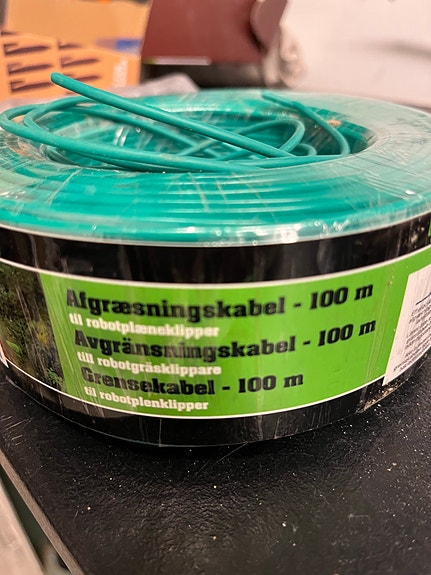 Afgræsningskabel - 100 m
til robotplæneklipper
Avgränsningskabel - 100 m
till robotgräsklippare
Grensekabel - 100 m
til robotplenklipper